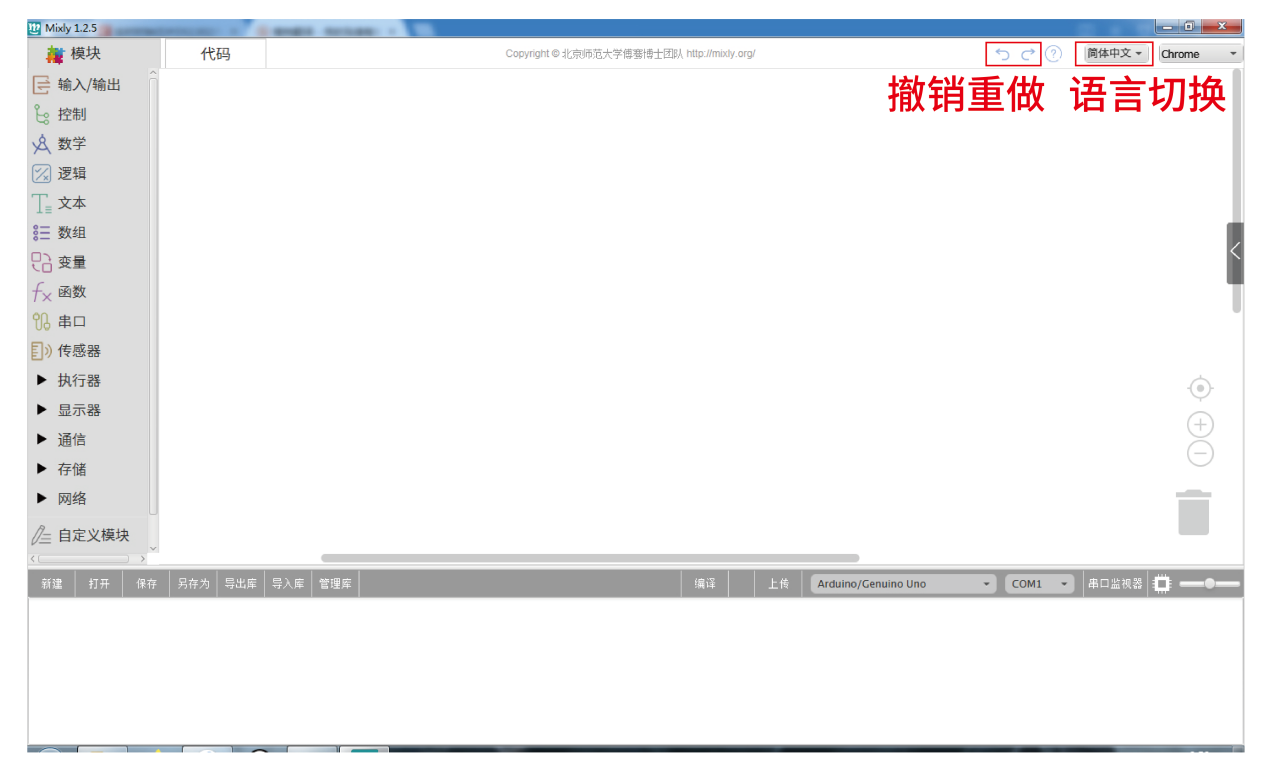 Mixly 1.2.5
模块 代码 Copyright © 北京师范大学傅骞博士团队 http://mixly.org/ 简体中文 Chrome
撤销重做 语言切换
输入/输出
控制
数学
逻辑
文本
数组
变量
函数
串口
传感器
执行器
显示器
通信
存储
网络
自定义模块
新建 打开 保存 另存为 导出库 导入库 管理库 编译 上传 Arduino/Genuino Uno COM1 串口监视器